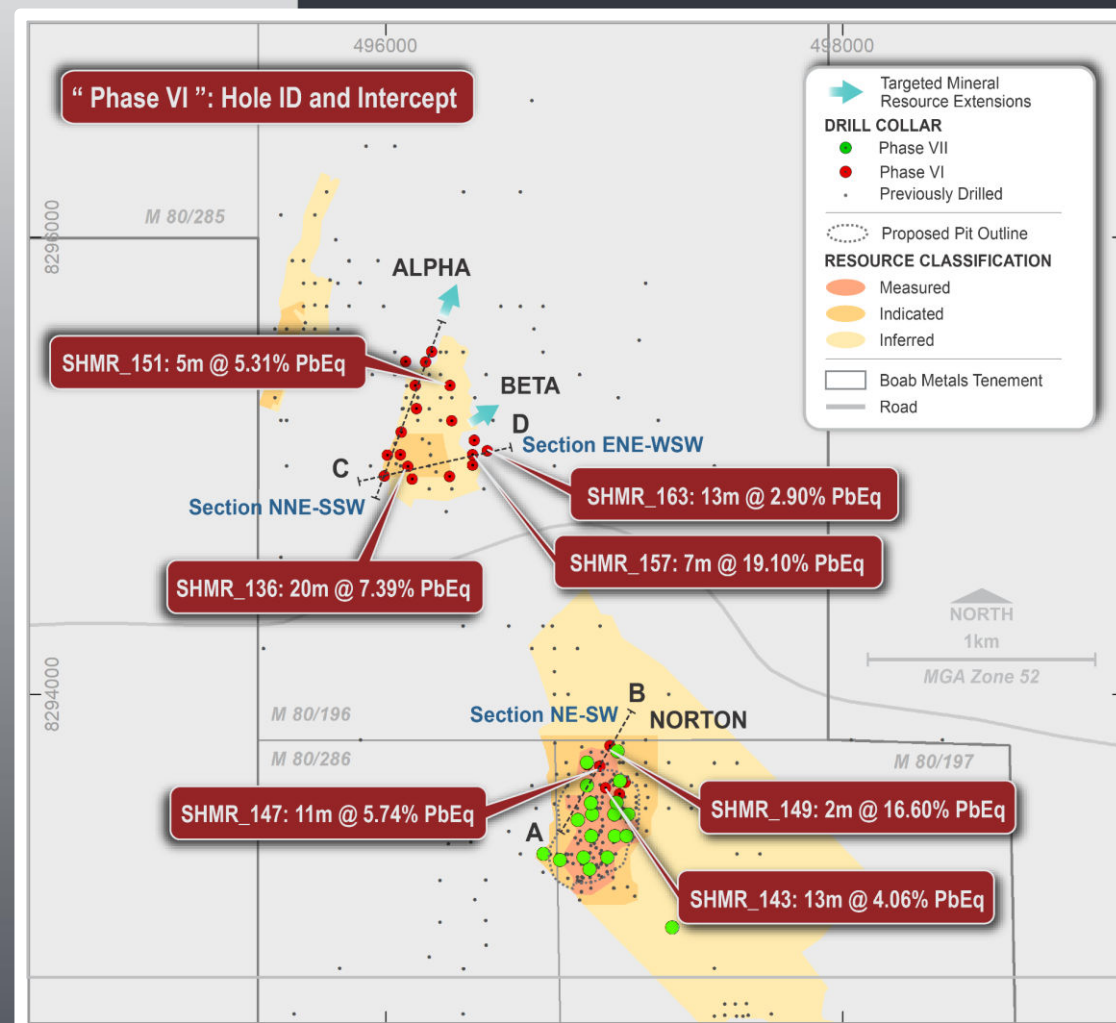 496000
498000
“ Phase VI ”: Hole ID and Intercept
Targeted Mineral
Resource Extensions
DRILL COLLAR
Phase VII
Phase VI
Previously Drilled
Proposed Pit Outline
RESOURCE CLASSIFICATION
Measured
Indicated
Inferred
Boab Metals Tenement
Road
M 80/285
8296000
ALPHA
SHMR_151: 5m @ 5.31% PbEq
BETA
D
Section ENE-WSW
C
Section NNE-SSW
SHMR_163: 13m @ 2.90% PbEq
SHMR_157: 7m @ 19.10% PbEq
SHMR_136: 20m @ 7.39% PbEq
NORTH
1km
MGA Zone 52
8294000
B
Section NE-SW
NORTON
M 80/196
M 80/286
M 80/197
SHMR_147: 11m @ 5.74% PbEq
SHMR_149: 2m @ 16.60% PbEq
A
SHMR_143: 13m @ 4.06% PbEq